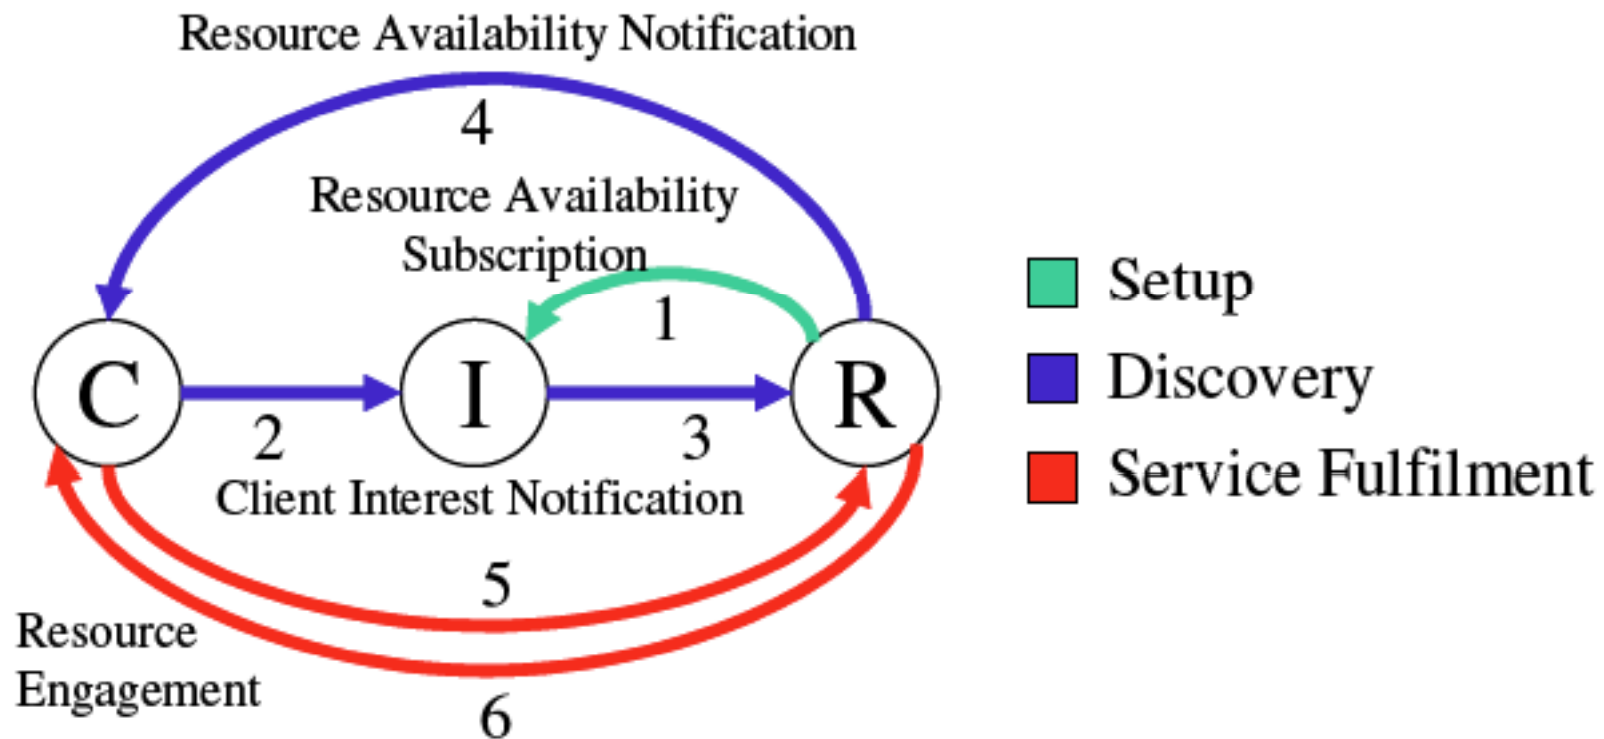 Resource Availability Notification
4
Resource Availability
Subscription
1
Setup
C
I
R
Discovery
2
3
Client Interest Notification
Service Fulfilment
5
Resource
Engagement
6